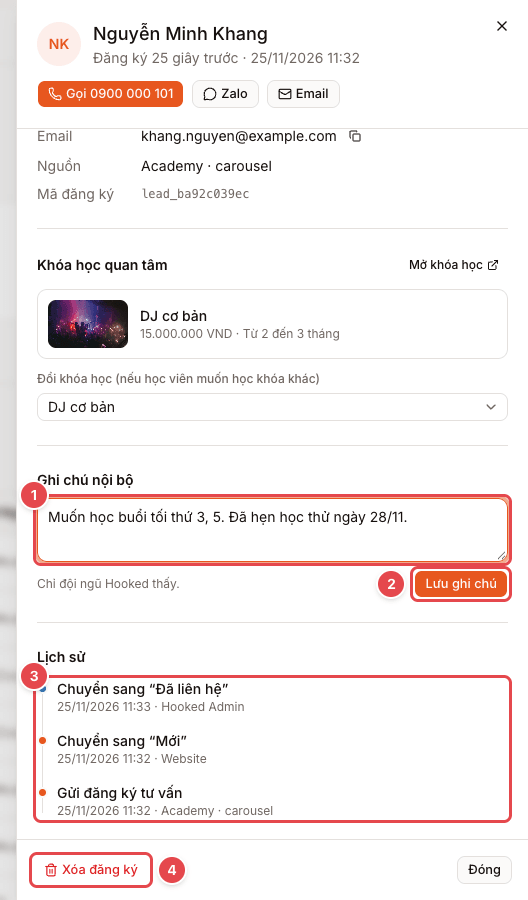 NK
Nguyễn Minh Khang
Đăng ký 25 giây trước · 25/11/2026 11:32
Gọi 0900 000 101
Zalo
Email
Email khang.nguyen@example.com
Nguồn Academy · carousel
Mã đăng ký lead_ba92c039ec
Khóa học quan tâm
Mở khóa học
DJ cơ bản
15.000.000 VND · Từ 2 đến 3 tháng
Đổi khóa học (nếu học viên muốn học khóa khác)
DJ cơ bản
Ghi chú nội bộ
1
Muốn học buổi tối thứ 3, 5. Đã hẹn học thử ngày 28/11.
Chỉ đội ngũ Hooked thấy.
2
Lưu ghi chú
Lịch sử
3
Chuyển sang “Đã liên hệ”
25/11/2026 11:33 · Hooked Admin
Chuyển sang “Mới”
25/11/2026 11:32 · Website
Gửi đăng ký tư vấn
25/11/2026 11:32 · Academy · carousel
Xóa đăng ký
4
Đóng